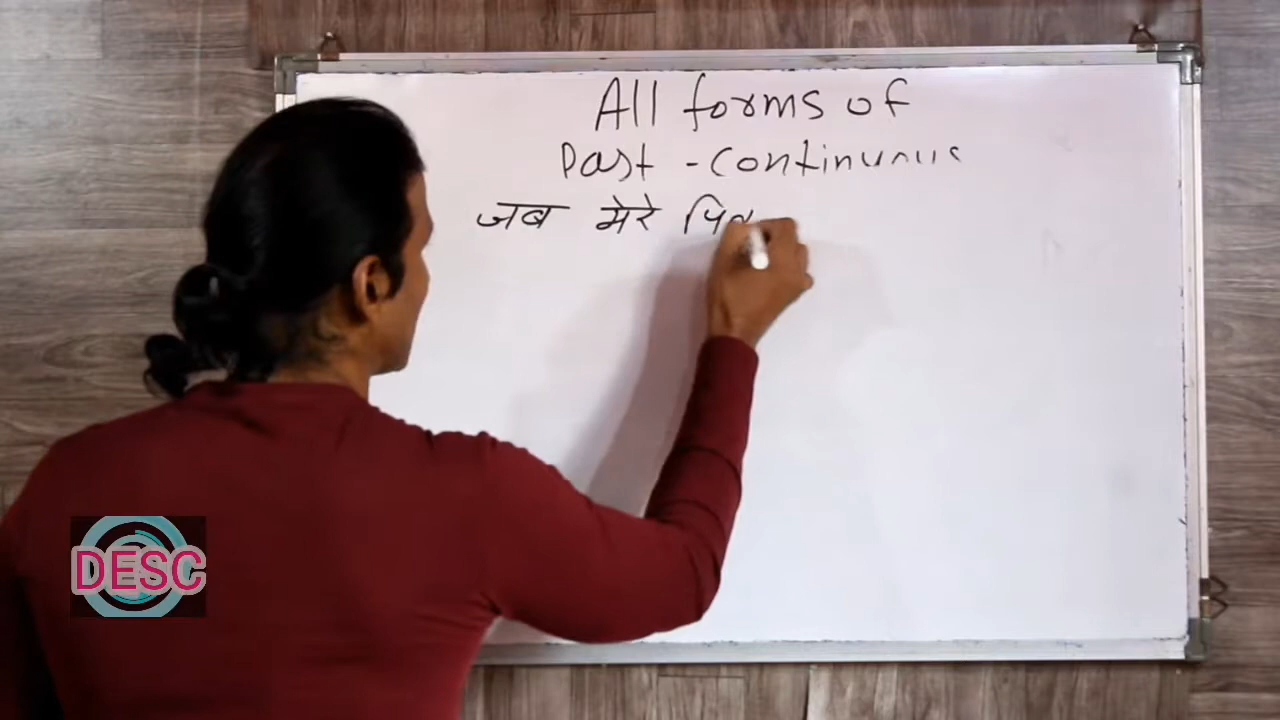 All forms of
Past - Continuous
जब मेरे
DESC